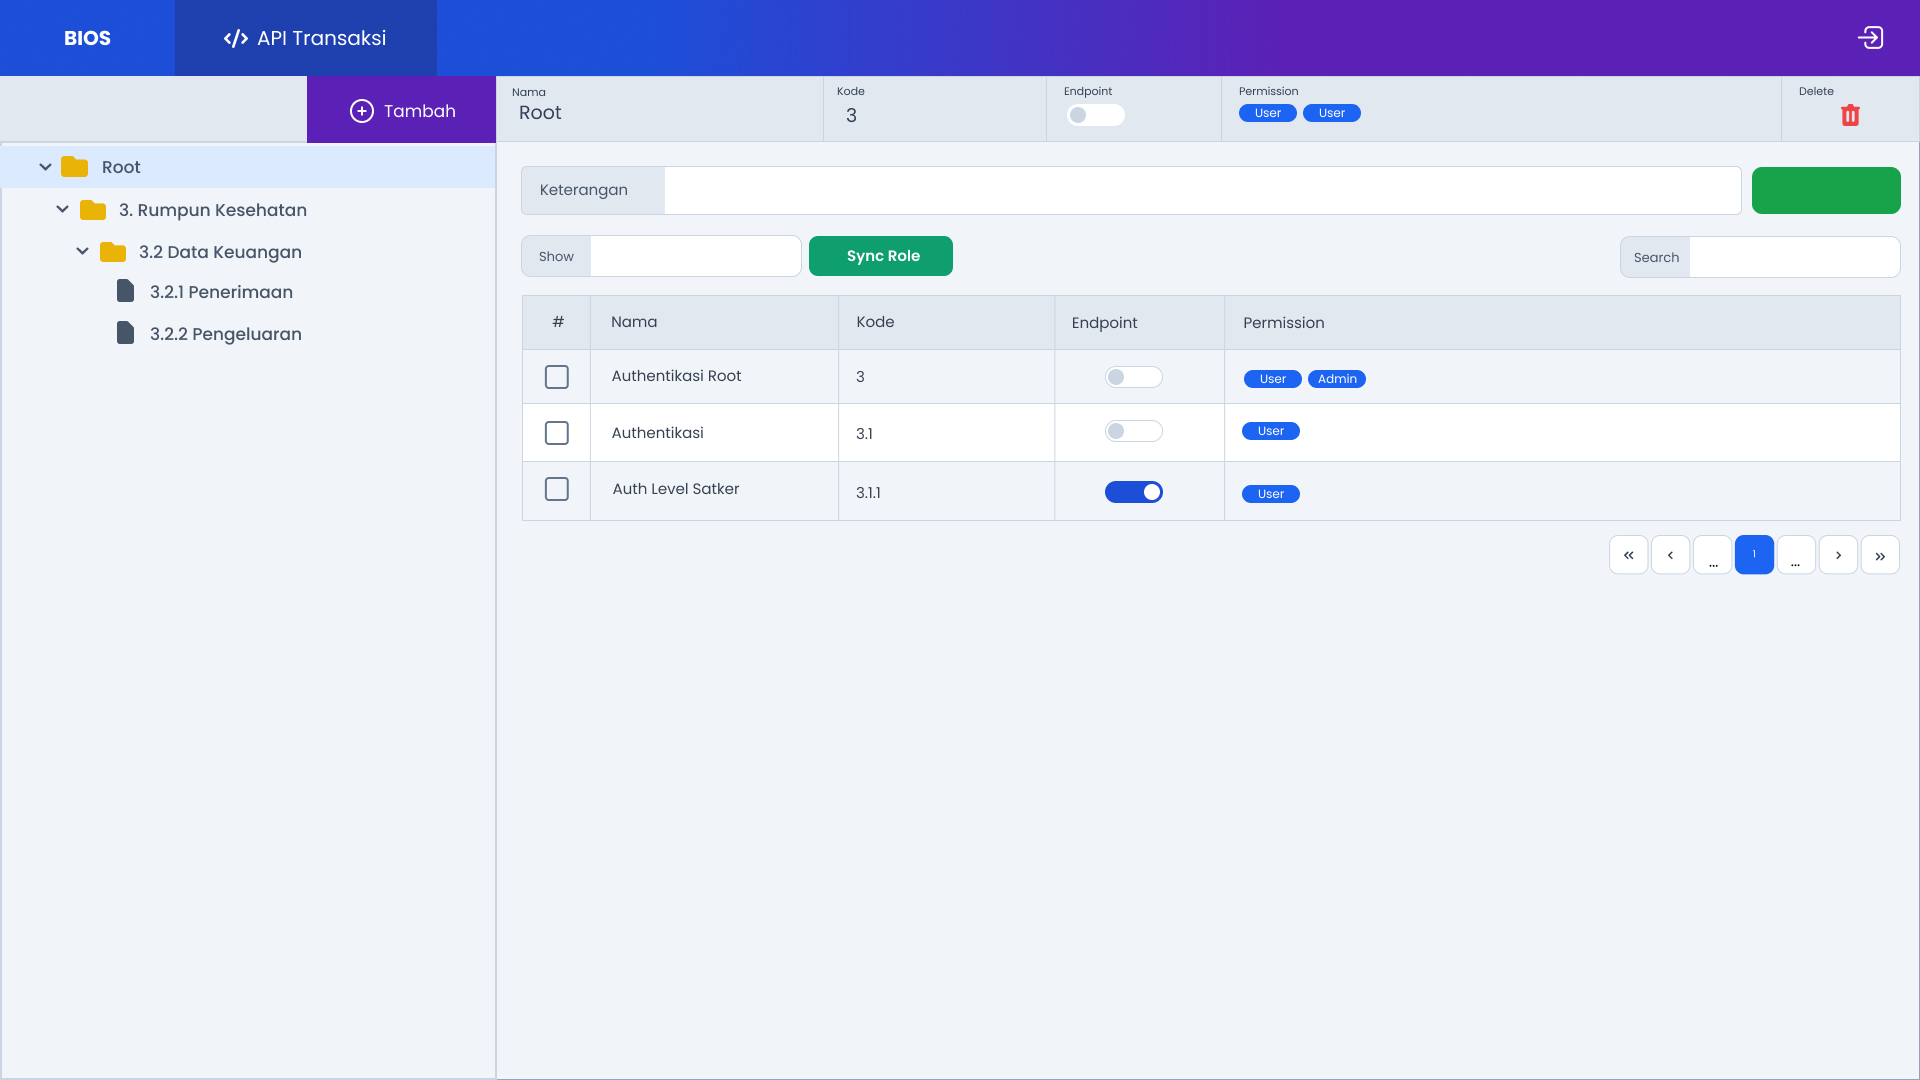 BIOS
</> API Transaksi
Tambah
Nama
Root
Kode
3
Endpoint
Permission
User User
Delete
Root
3. Rumpun Kesehatan
3.2 Data Keuangan
3.2.1 Penerimaan
3.2.2 Pengeluaran
Keterangan
Show
Sync Role
Search
# Nama Kode Endpoint Permission
Authentikasi Root 3 User Admin
Authentikasi 3.1 User
Auth Level Satker 3.1.1 User
« ‹ ... 1 ... › »